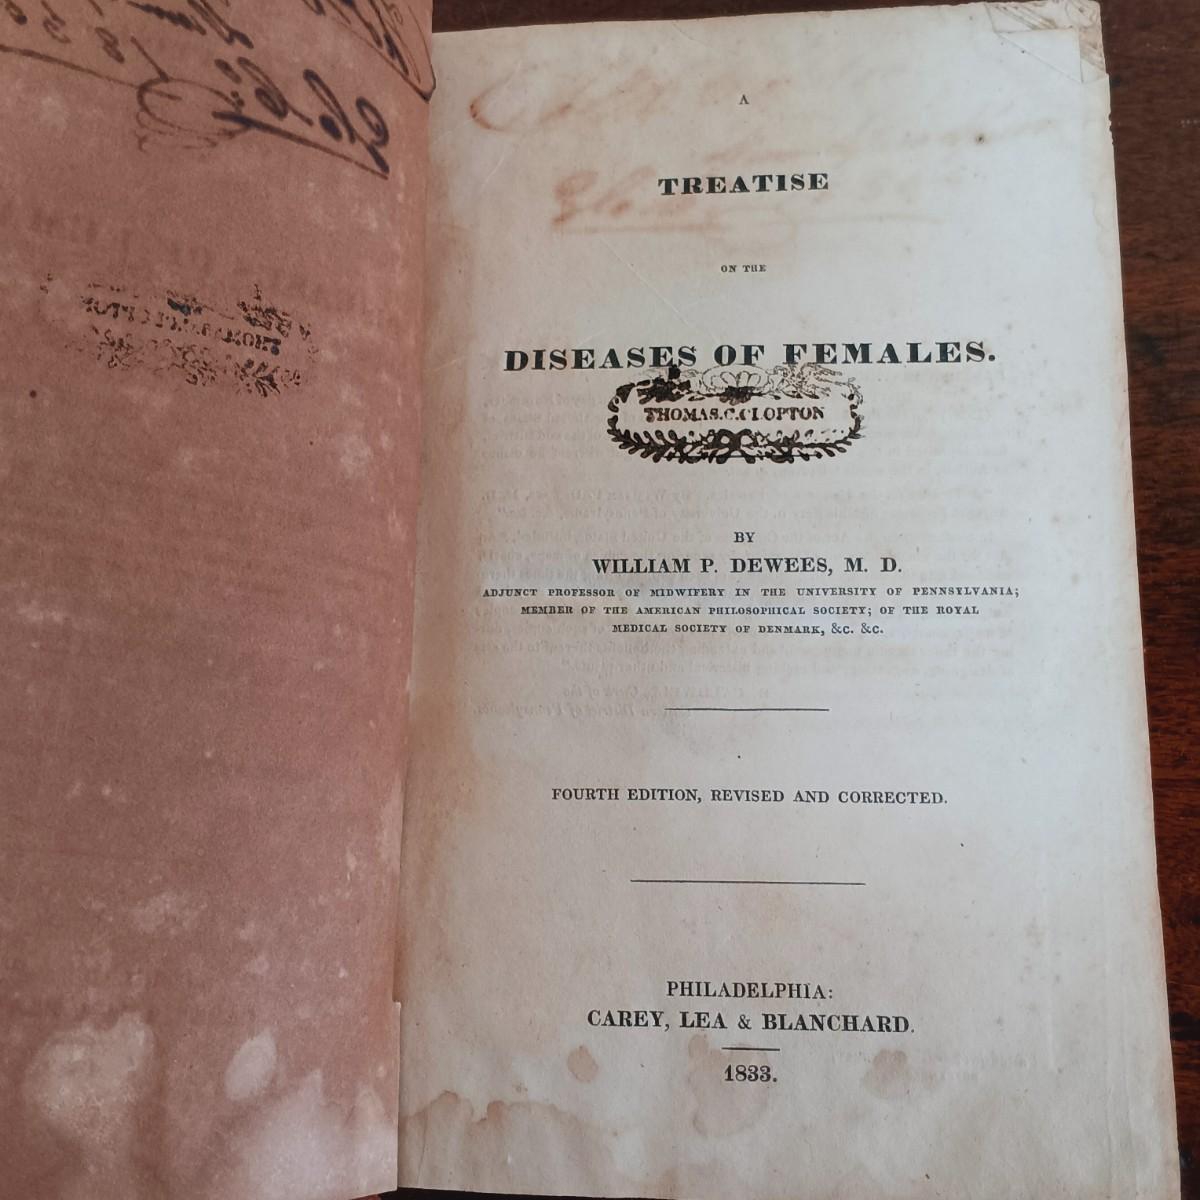 A
TREATISE
ON THE
DISEASES OF FEMALES.
THOMAS.C.CLOPTON
BY
WILLIAM P. DEWEES, M. D.
ADJUNCT PROFESSOR OF MIDWIFERY IN THE UNIVERSITY OF PENNSYLVANIA;
MEMBER OF THE AMERICAN PHILOSOPHICAL SOCIETY; OF THE ROYAL
MEDICAL SOCIETY OF DENMARK, &c. &c.
FOURTH EDITION, REVISED AND CORRECTED.
PHILADELPHIA:
CAREY, LEA & BLANCHARD.
1833.